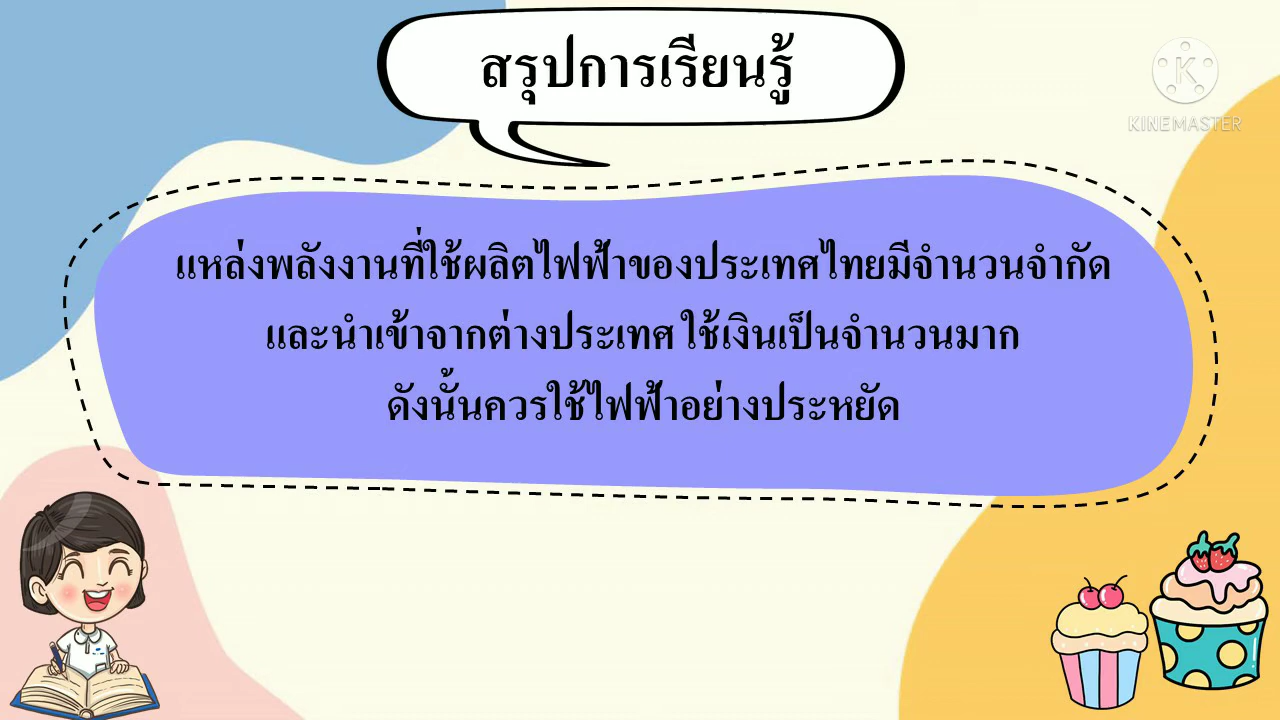 สรุปการเรียนรู้
K
KINEMASTER
แหล่งพลังงานที่ใช้ผลิตไฟฟ้าของประเทศไทยมีจำนวนจำกัด
และนำเข้าจากต่างประเทศ ใช้เงินเป็นจำนวนมาก
ดังนั้นควรใช้ไฟฟ้าอย่างประหยัด